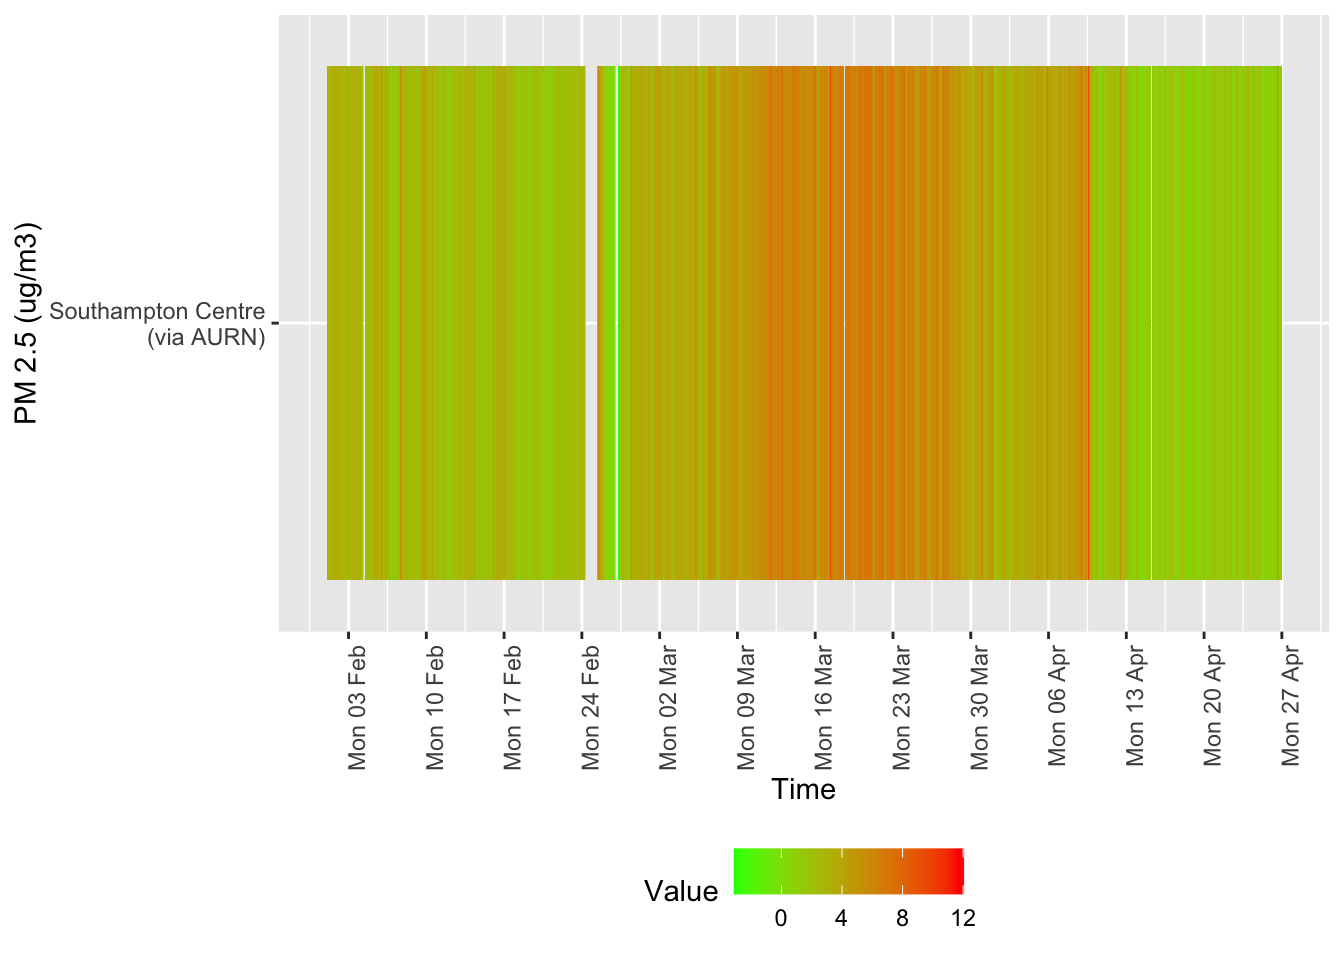 PM 2.5 (ug/m3)
Southampton Centre
(via AURN)
Mon 03 Feb
Mon 10 Feb
Mon 17 Feb
Mon 24 Feb
Mon 02 Mar
Mon 09 Mar
Mon 16 Mar
Mon 23 Mar
Mon 30 Mar
Mon 06 Apr
Mon 13 Apr
Mon 20 Apr
Mon 27 Apr
Time
Value
0 4 8 12